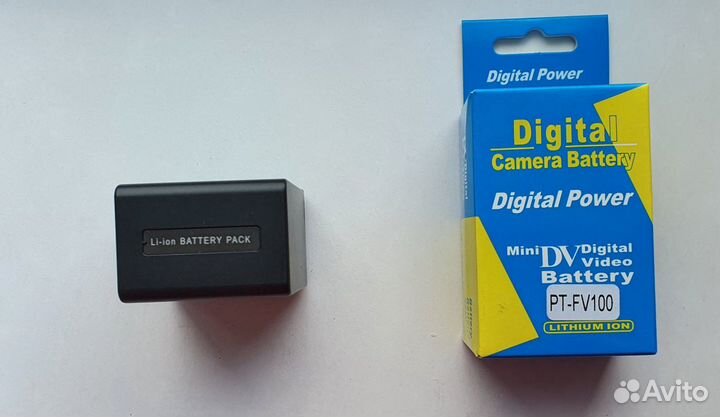 Li-ion BATTERY PACK
Digital Power
Digital
Camera Battery
Digital Power
Mini DV Digital Video
Battery
PT-FV100
LITHIUM ION
Avito